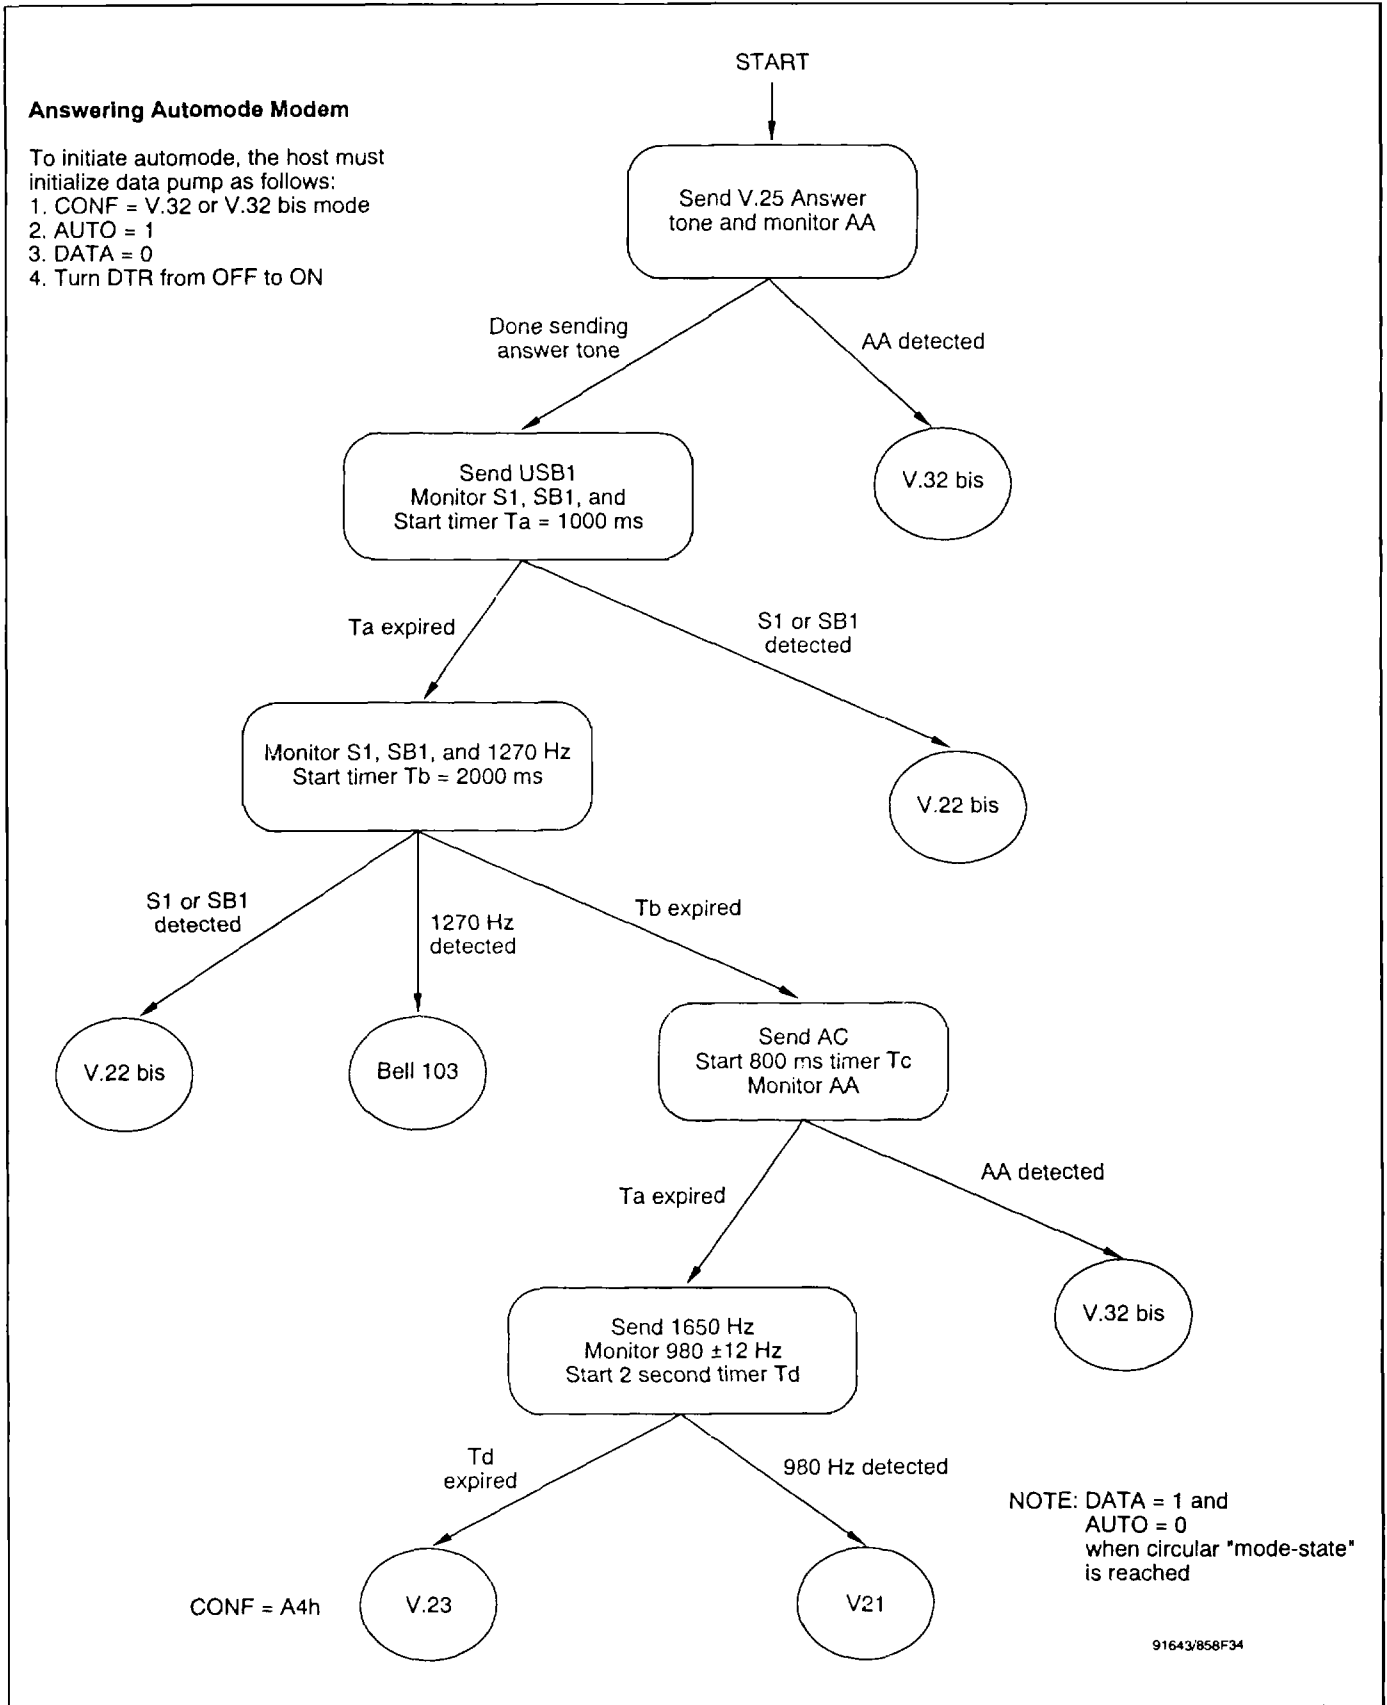 START
Answering Automode Modem
To initiate automode, the host must
initialize data pump as follows:
1. CONF = V.32 or V.32 bis mode
2. AUTO = 1
3. DATA = 0
4. Turn DTR from OFF to ON
Send V.25 Answer
tone and monitor AA
Done sending
answer tone
AA detected
Send USB1
Monitor S1, SB1, and
Start timer Ta = 1000 ms
V.32 bis
Ta expired
S1 or SB1
detected
Monitor S1, SB1, and 1270 Hz
Start timer Tb = 2000 ms
V.22 bis
S1 or SB1
detected
1270 Hz
detected
Tb expired
V.22 bis
Bell 103
Send AC
Start 800 ms timer Tc
Monitor AA
Ta expired
AA detected
Send 1650 Hz
Monitor 980 ±12 Hz
Start 2 second timer Td
V.32 bis
Td
expired
980 Hz detected
NOTE: DATA = 1 and
AUTO = 0
when circular "mode-state"
is reached
CONF = A4h
V.23
V21
91643/858F34